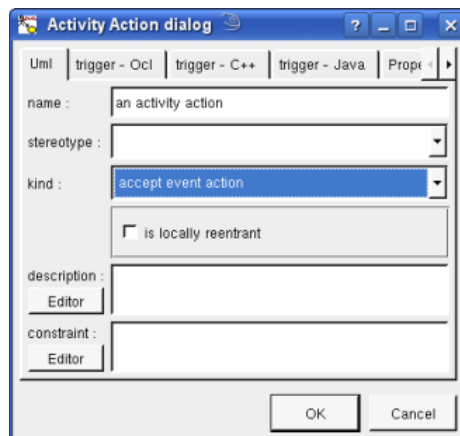 Activity Action dialog
Uml trigger - Ocl trigger - C++ trigger - Java
name : an activity action
stereotype :
kind : accept event action
is locally reentrant
description :
Editor
constraint :
Editor
OK Cancel